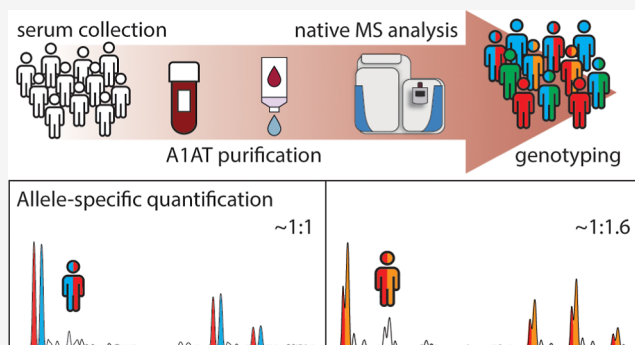 serum collection
native MS analysis
A1AT purification
genotyping
Allele-specific quantification
~1:1
~1:1.6